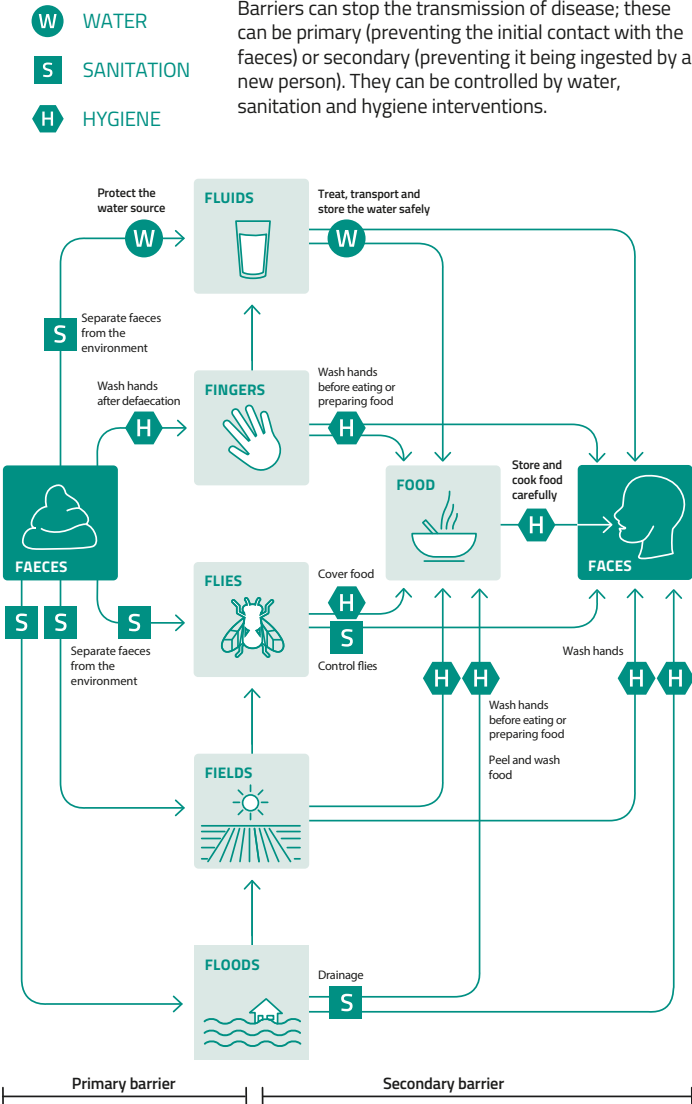 W WATER
S SANITATION
H HYGIENE
Barriers can stop the transmission of disease; these
can be primary (preventing the initial contact with the
faeces) or secondary (preventing it being ingested by a
new person). They can be controlled by water,
sanitation and hygiene interventions.
Protect the
water source
W
FLUIDS
Treat, transport and
store the water safely
W
S
Separate faeces
from the
environment
Wash hands
after defaecation
H
FINGERS
Wash hands
before eating or
preparing food
H
FAECES
FOOD
Store and
cook food
carefully
H
FACES
S
S
S
Separate faeces
from the
environment
FLIES
Cover food
H
S
Control flies
H
H
Wash hands
before eating or
preparing food
Peel and wash
food
Wash hands
H
H
FIELDS
FLOODS
Drainage
S
Primary barrier
Secondary barrier